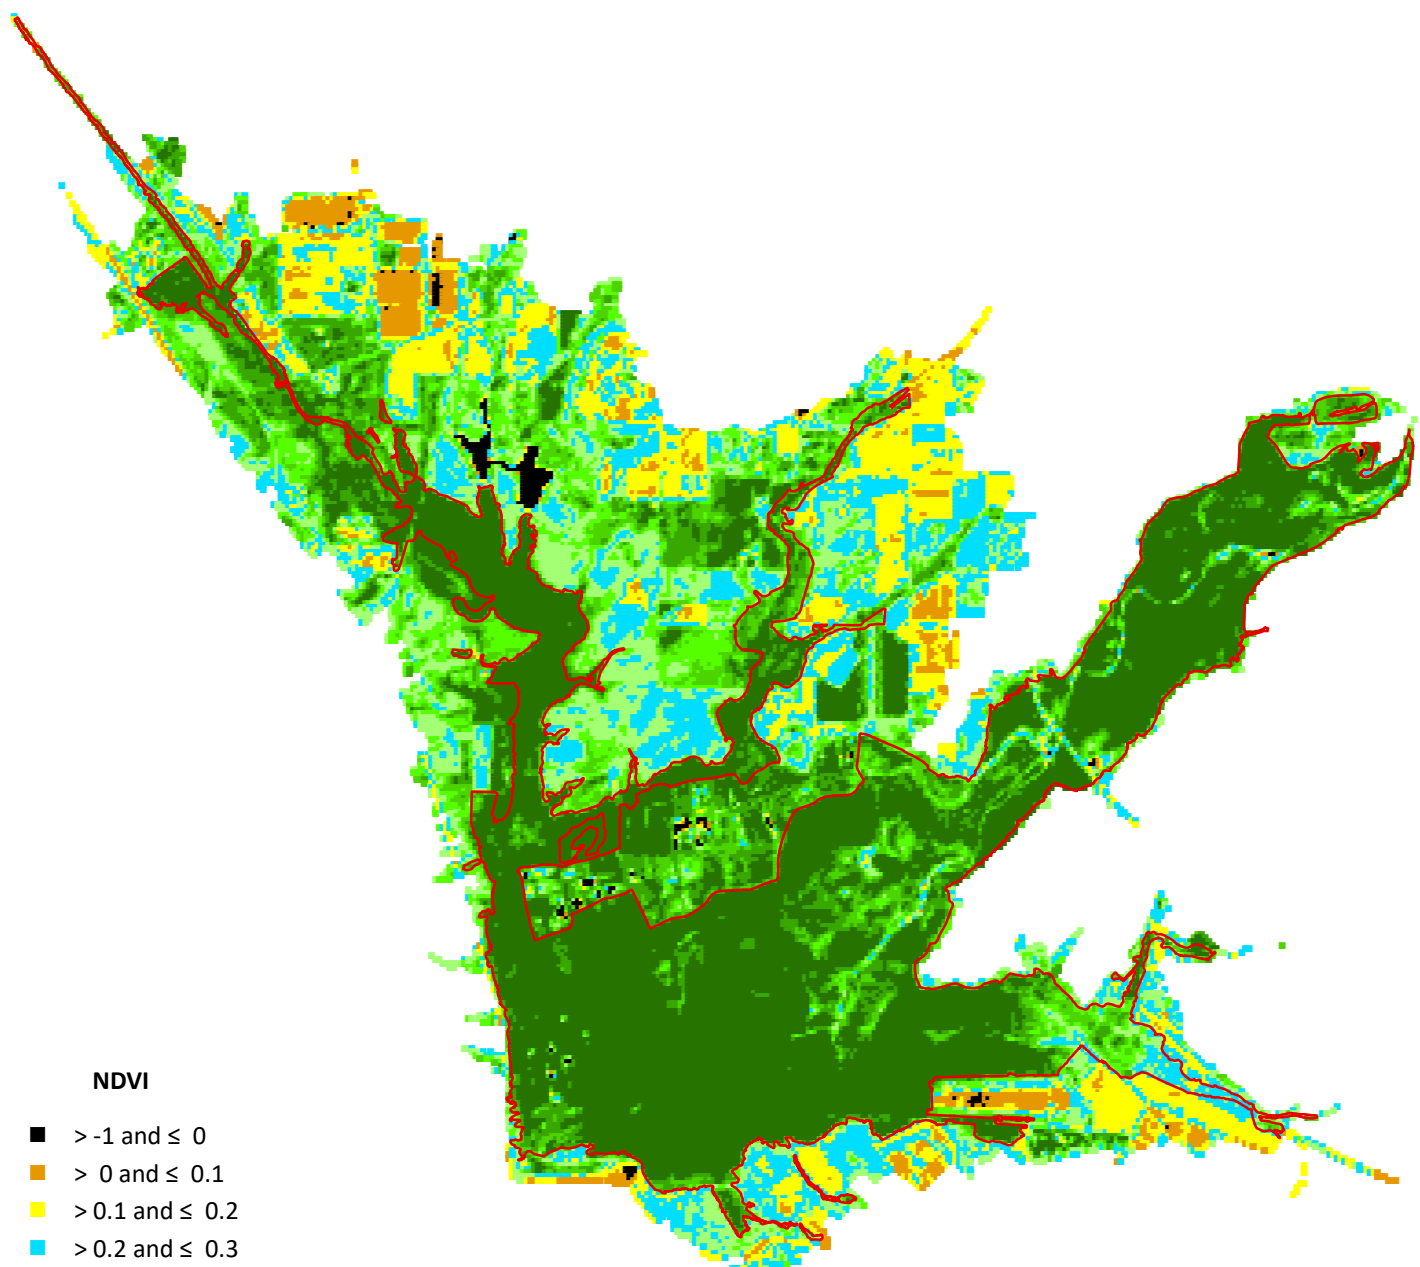 NDVI
> -1 and ≤ 0
> 0 and ≤ 0.1
> 0.1 and ≤ 0.2
> 0.2 and ≤ 0.3